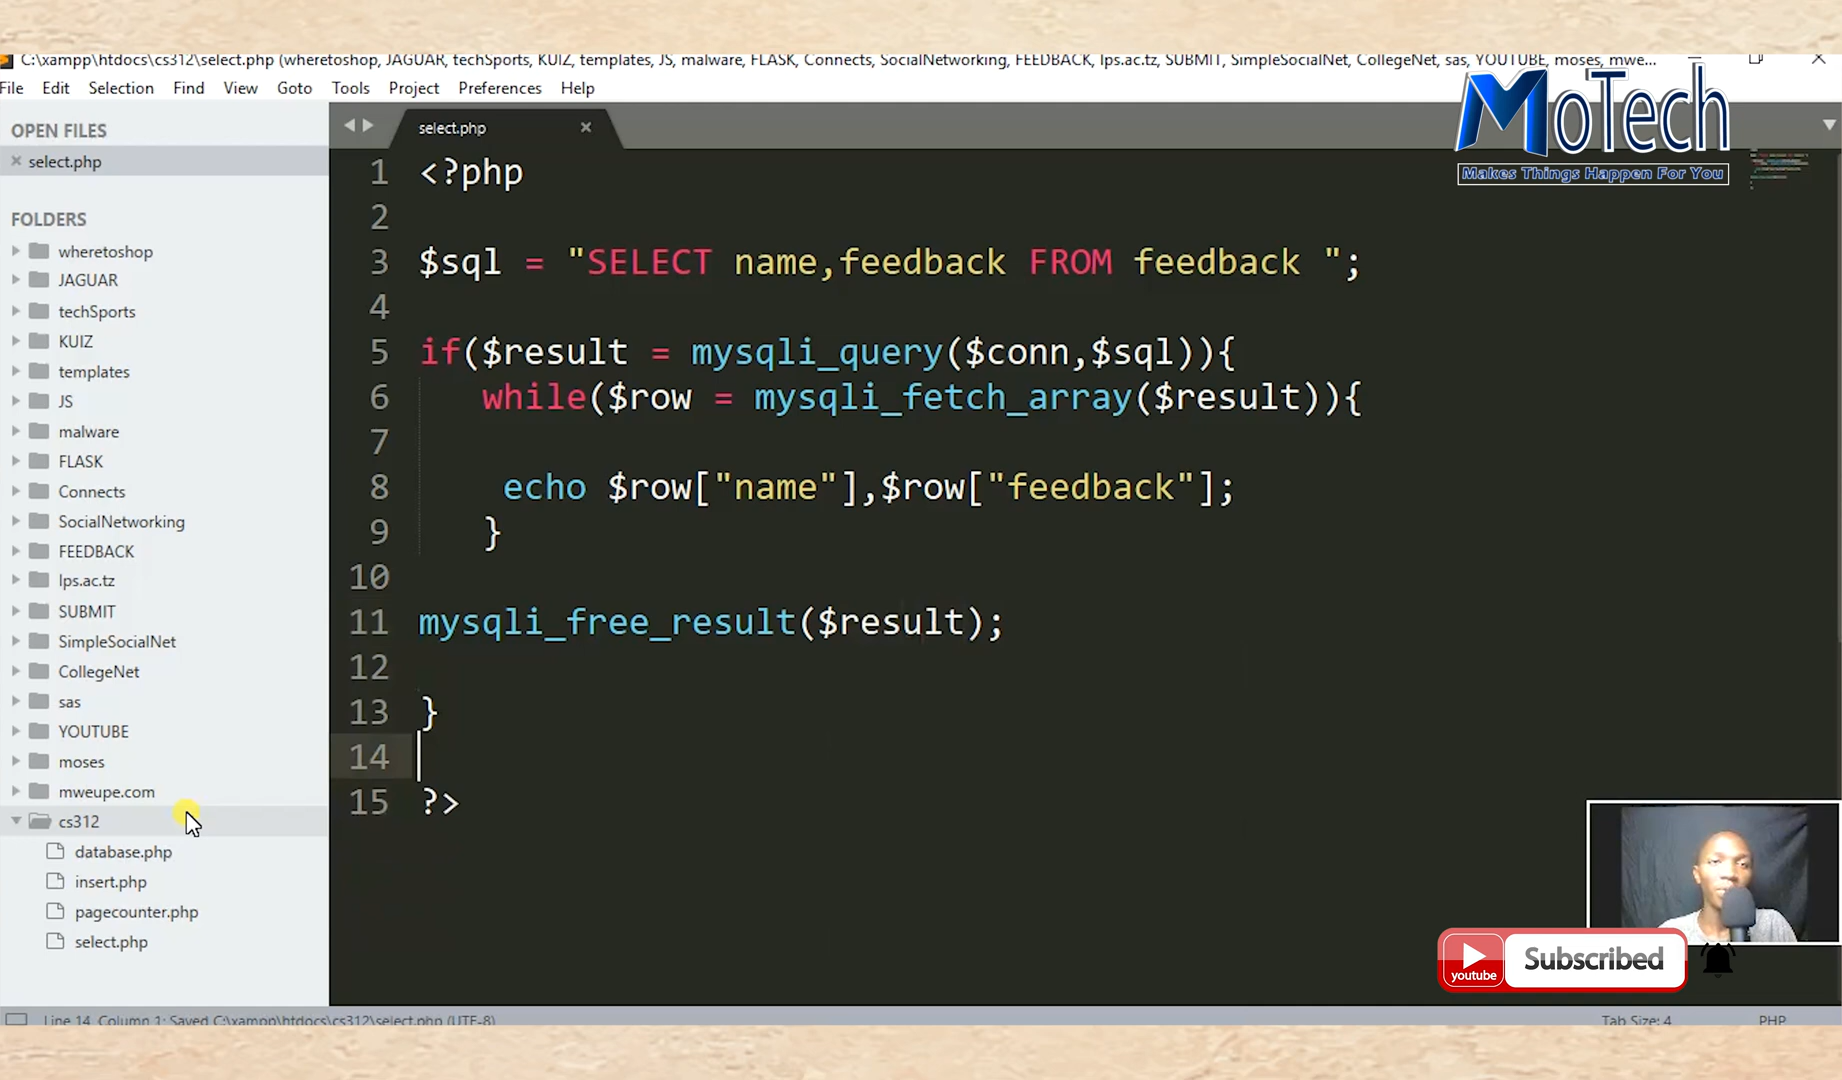 C:\xampp\htdocs\cs312\select.php (wheretoshop, JAGUAR, techSports, KUIZ, templates, JS, malware, FLASK, Connects, SocialNetworking, FEEDBACK, lps.ac.tz, SUBMIT, SimpleSocialNet, CollegeNet, sas, YOUTUBE, moses, mwe...
File Edit Selection Find View Goto Tools Project Preferences Help
MoTech
Makes Things Happen For You
OPEN FILES
select.php
select.php
FOLDERS
wheretoshop
JAGUAR
techSports
KUIZ
templates
JS
malware
FLASK
Connects
SocialNetworking
FEEDBACK
lps.ac.tz
SUBMIT
SimpleSocialNet
CollegeNet
sas
YOUTUBE
moses
mweupe.com
cs312
database.php
insert.php
pagecounter.php
select.php
1 <?php
2
3 $sql = "SELECT name,feedback FROM feedback ";
4
5 if($result = mysqli_query($conn,$sql)){
6 while($row = mysqli_fetch_array($result)){
7
8 echo $row["name"],$row["feedback"];
9 }
10
11 mysqli_free_result($result);
12
13 }
14
15 ?>
youtube
Subscribed
Line 14, Column 1; Saved C:\xampp\htdocs\cs312\select.php (UTF-8)
Tab Size: 4
PHP